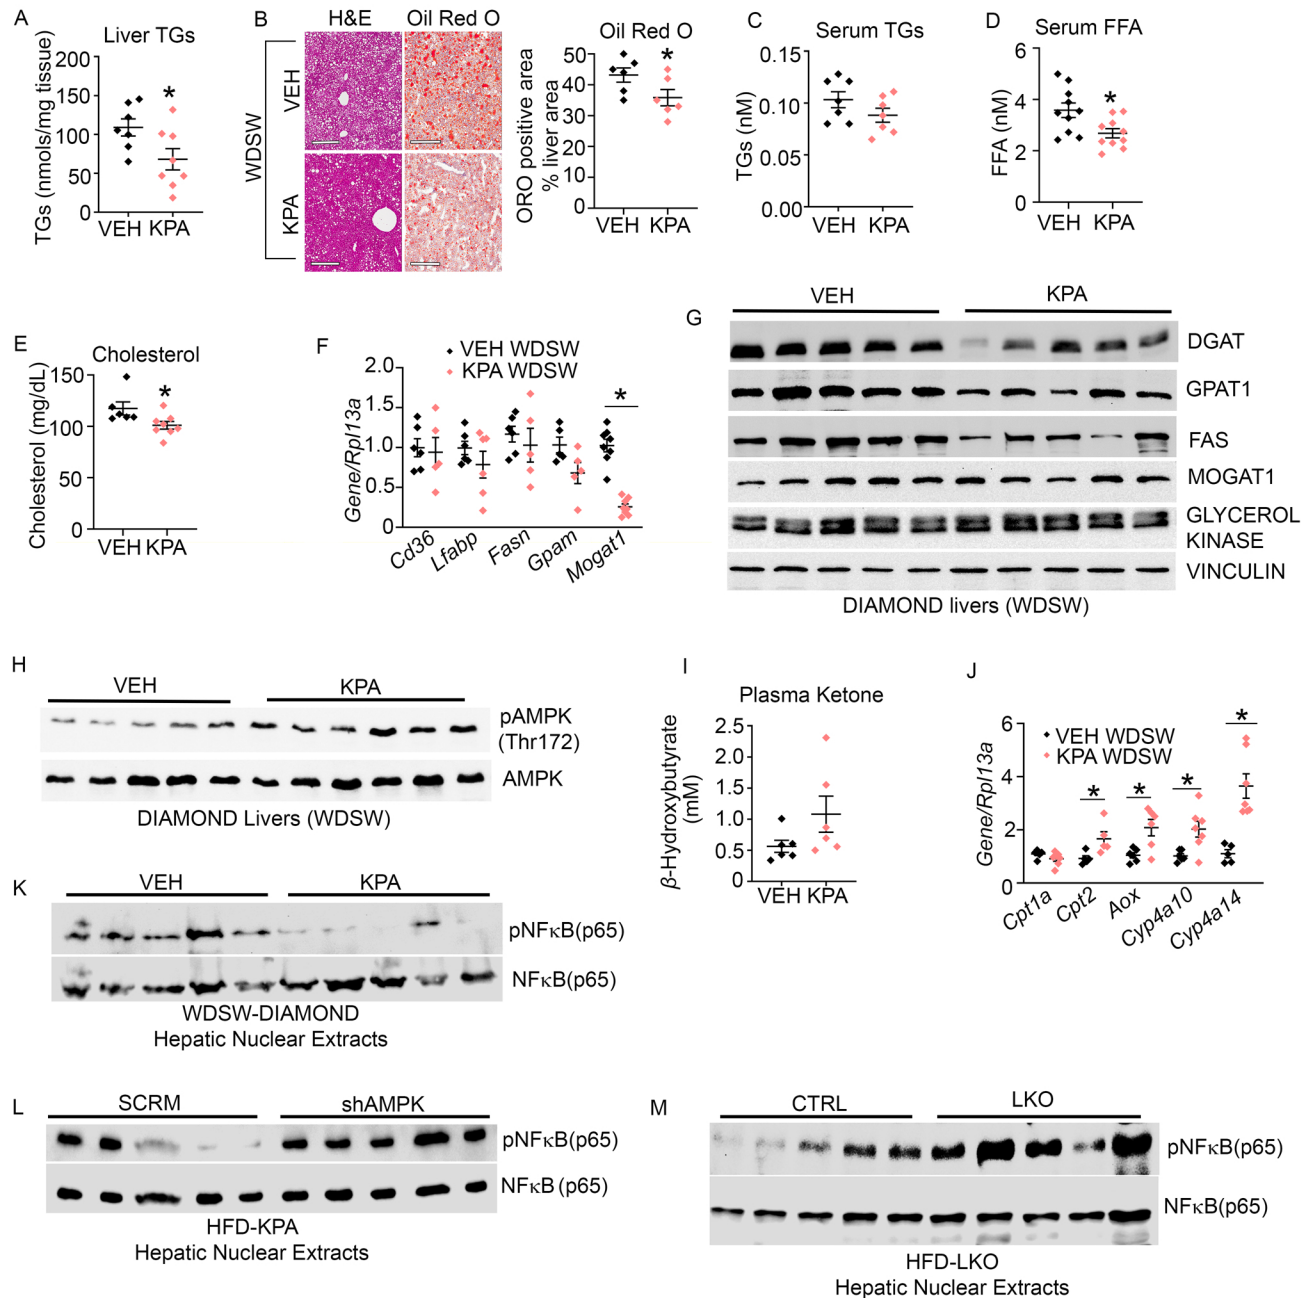 A
Liver TGs
TGs (nmols/mg tissue)
200
150
100
50
0
*
VEH KPA
B
H&E Oil Red O
WDSW
VEH
KPA
Oil Red O
ORO positive area
% liver area
50
40
30
20
10
0
*
VEH KPA
C
Serum TGs
TGs (nM)
0.15
0.10
0.05
0.00
VEH KPA
D
Serum FFA
FFA (nM)
6
4
2
0
*
VEH KPA
E
Cholesterol
Cholesterol (mg/dL)
150
100
50
0
*
VEH KPA
F
VEH WDSW
KPA WDSW
Gene/Rpl13a
2.0
1.5
1.0
0.5
0
*
Cd36
Lfabp
Fasn
Gpam
Mogat1
G
VEH KPA
DGAT
GPAT1
FAS
MOGAT1
GLYCEROL
KINASE
VINCULIN
DIAMOND livers (WDSW)
H
VEH KPA
pAMPK
(Thr172)
AMPK
DIAMOND Livers (WDSW)
I
Plasma Ketone
β-Hydroxybutyrate
(mM)
2.5
2.0
1.5
1.0
0.5
0
VEH KPA
J
VEH WDSW
KPA WDSW
Gene/Rpl13a
6
4
2
0
* * * *
Cpt1a
Cpt2
Aox
Cyp4a10
Cyp4a14
K
VEH KPA
pNFκB(p65)
NFκB(p65)
WDSW-DIAMOND
Hepatic Nuclear Extracts
L
SCRM shAMPK
pNFκB(p65)
NFκB (p65)
HFD-KPA
Hepatic Nuclear Extracts
M
CTRL LKO
pNFκB(p65)
NFκB(p65)
HFD-LKO
Hepatic Nuclear Extracts